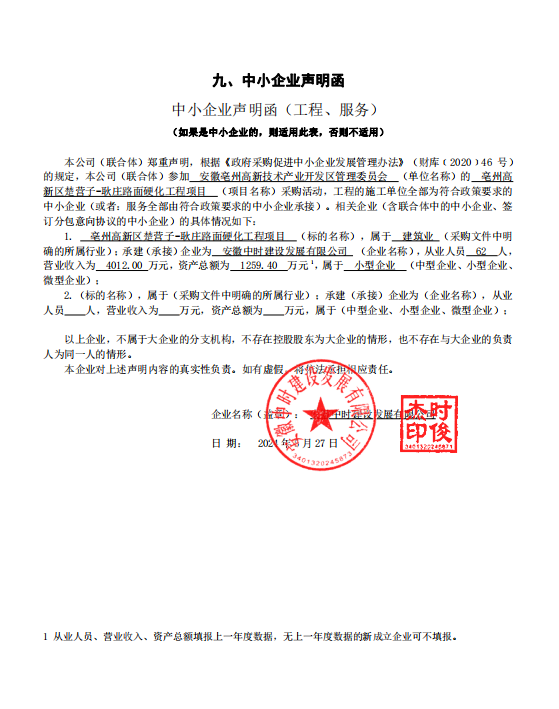 九、中小企业声明函
中小企业声明函（工程、服务）
（如果是中小企业的，则适用此表，否则不适用）
本公司（联合体）郑重声明，根据《政府采购促进中小企业发展管理办法》（财库﹝2020﹞46 号）
的规定，本公司（联合体）参加 安徽亳州高新技术产业开发区管理委员会 （单位名称）的 亳州高
新区楚营子-耿庄路面硬化工程项目 （项目名称）采购活动，工程的施工单位全部为符合政策要求的
中小企业（或者：服务全部由符合政策要求的中小企业承接）。相关企业（含联合体中的中小企业、签
订分包意向协议的中小企业）的具体情况如下：
1. 亳州高新区楚营子-耿庄路面硬化工程项目 （标的名称），属于 建筑业 （采购文件中明
确的所属行业）；承建（承接）企业为 安徽中时建设发展有限公司 （企业名称），从业人员 62 人，
营业收入为 4012.00 万元，资产总额为 1259.40 万元¹，属于 小型企业 （中型企业、小型企业、
微型企业）；
2. （标的名称），属于（采购文件中明确的所属行业）；承建（承接）企业为（企业名称），从业
人员____人，营业收入为____万元，资产总额为____万元，属于（中型企业、小型企业、微型企业）；
以上企业，不属于大企业的分支机构，不存在控股股东为大企业的情形，也不存在与大企业的负责
人为同一人的情形。
本企业对上述声明内容的真实性负责。如有虚假，将依法承担相应责任。
企业名称（盖章）：安徽中时建设发展有限公司
日 期： 2024年 月27日
安徽中时建设发展有限公司
3401320245871
时俊
杰印
3401320245873
1 从业人员、营业收入、资产总额填报上一年度数据，无上一年度数据的新成立企业可不填报。